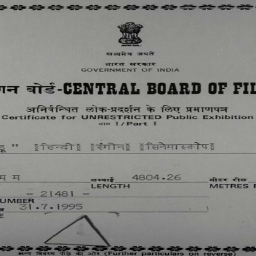 सत्यमेव जयते
भारत सरकार
GOVERNMENT OF INDIA
बोर्ड-CENTRAL BOARD OF FIL
अनिर्बन्धित लोक-प्रदर्शन के लिए प्रमाणपत्र
Certificate for UNRESTRICTED Public Exhibition
भाग I/Part I
" हिन्दी रंगीन सिनेमास्कोप
लम्बाई 4804.26 मीटर रील
LENGTH METRES
- 21481 -
NUMBER
31.7.1995
(Further particulars on reverse)